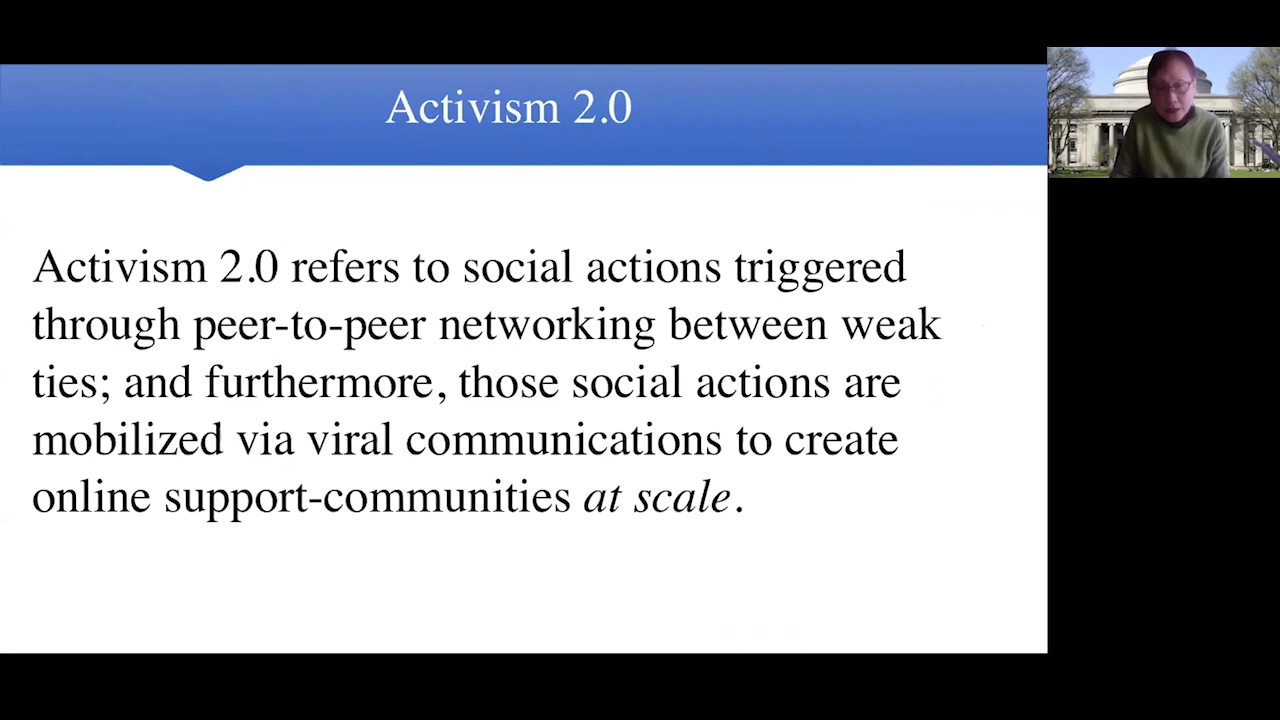 Activism 2.0
Activism 2.0 refers to social actions triggered
through peer-to-peer networking between weak
ties; and furthermore, those social actions are
mobilized via viral communications to create
online support-communities at scale.